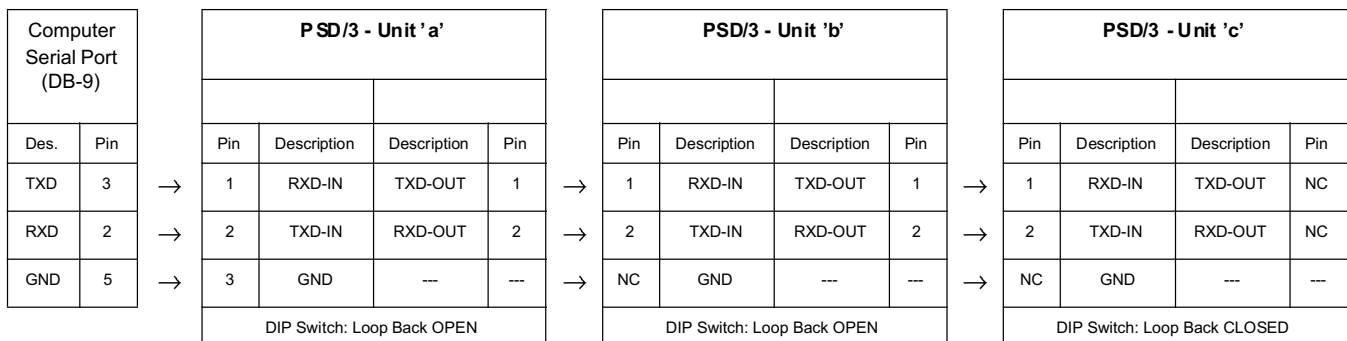 Computer Serial Port (DB-9)
PSD/3 - Unit 'a'
PSD/3 - Unit 'b'
PSD/3 - Unit 'c'
Des. Pin Pin Description Description Pin Pin Description Description Pin Pin Description Description Pin
TXD 3 → 1 RXD-IN TXD-OUT 1 → 1 RXD-IN TXD-OUT 1 → 1 RXD-IN TXD-OUT NC
RXD 2 → 2 TXD-IN RXD-OUT 2 → 2 TXD-IN RXD-OUT 2 → 2 TXD-IN RXD-OUT NC
GND 5 → 3 GND --- --- → NC GND --- --- → NC GND --- ---
DIP Switch: Loop Back OPEN
DIP Switch: Loop Back OPEN
DIP Switch: Loop Back CLOSED